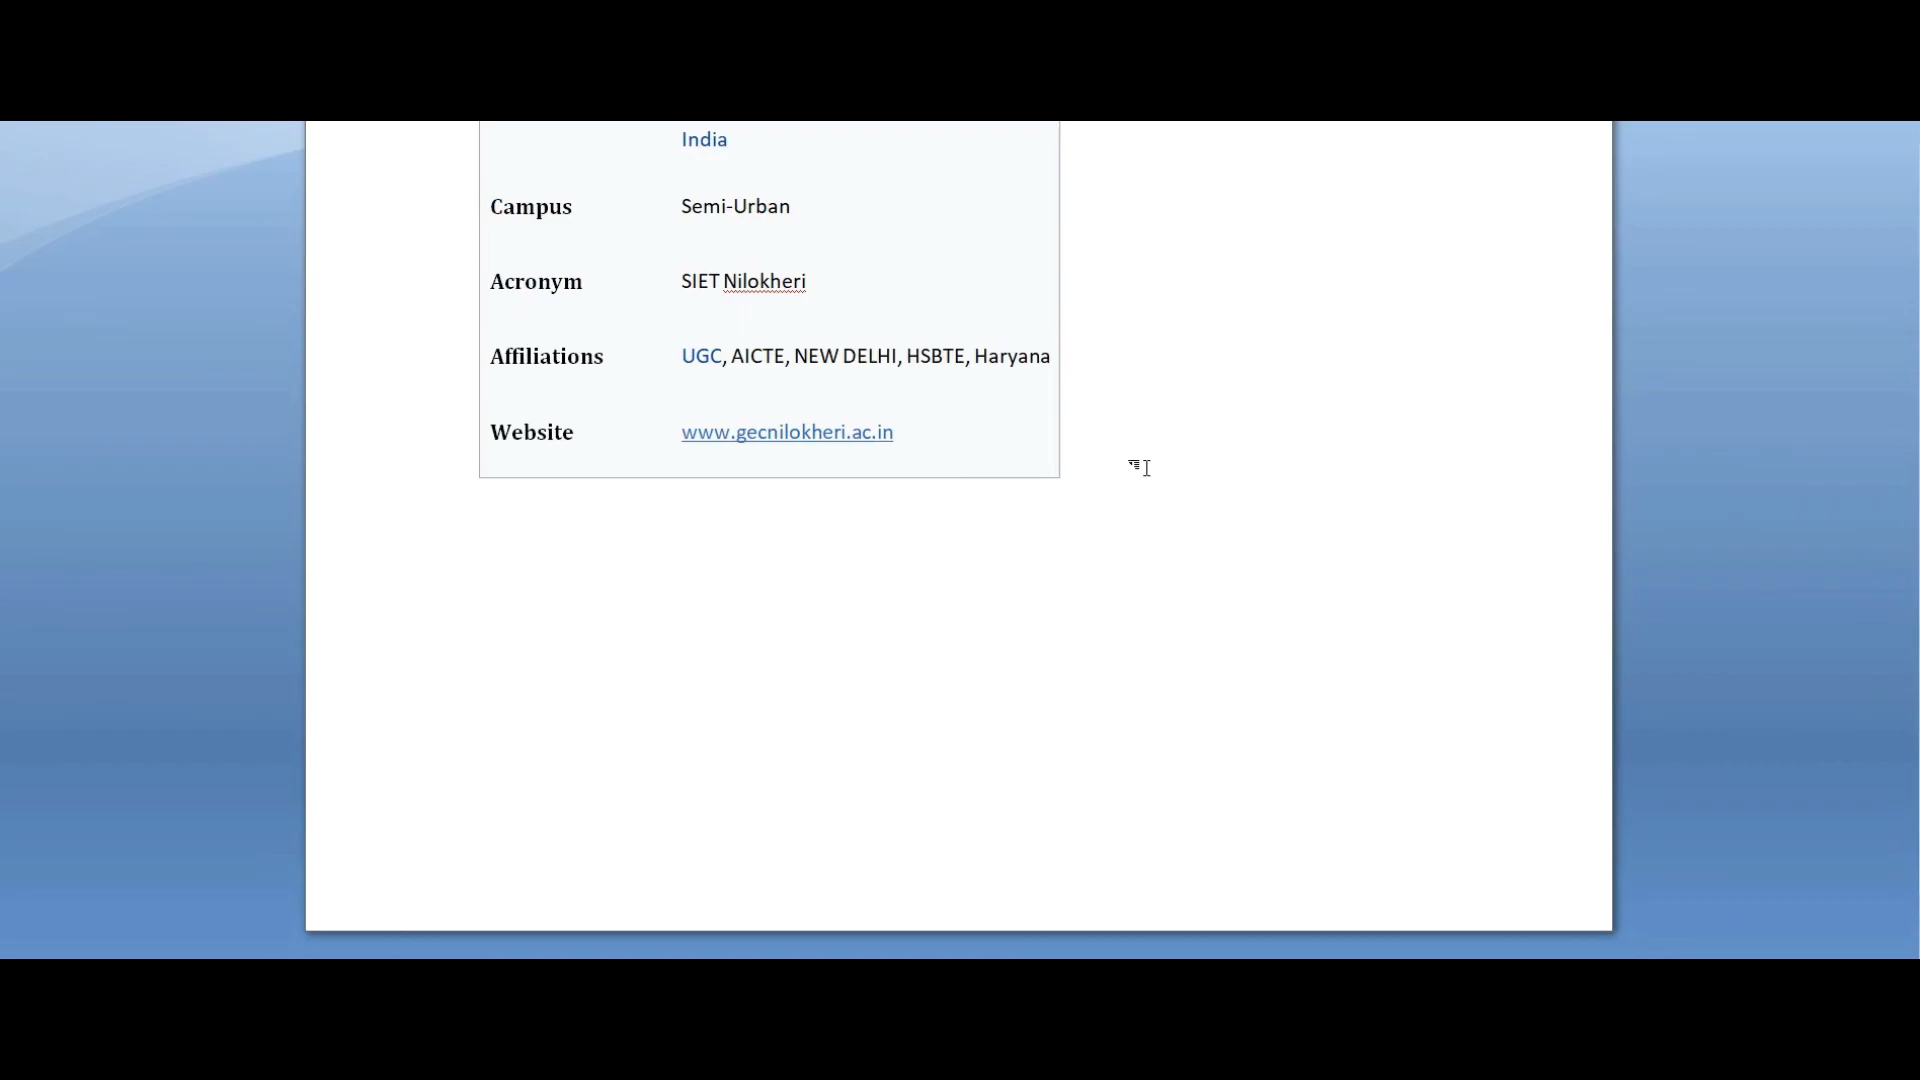 India
Campus Semi-Urban
Acronym SIET Nilokheri
Affiliations UGC, AICTE, NEW DELHI, HSBTE, Haryana
Website www.gecnilokheri.ac.in